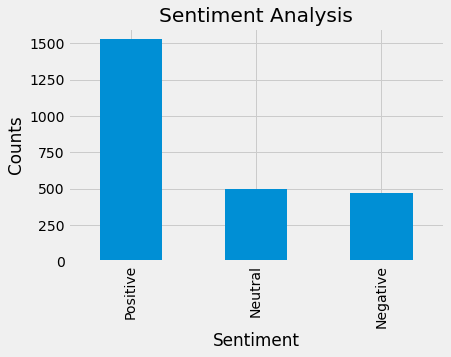 Sentiment Analysis
1500
1250
1000
750
500
250
0
Counts
Positive
Neutral
Negative
Sentiment